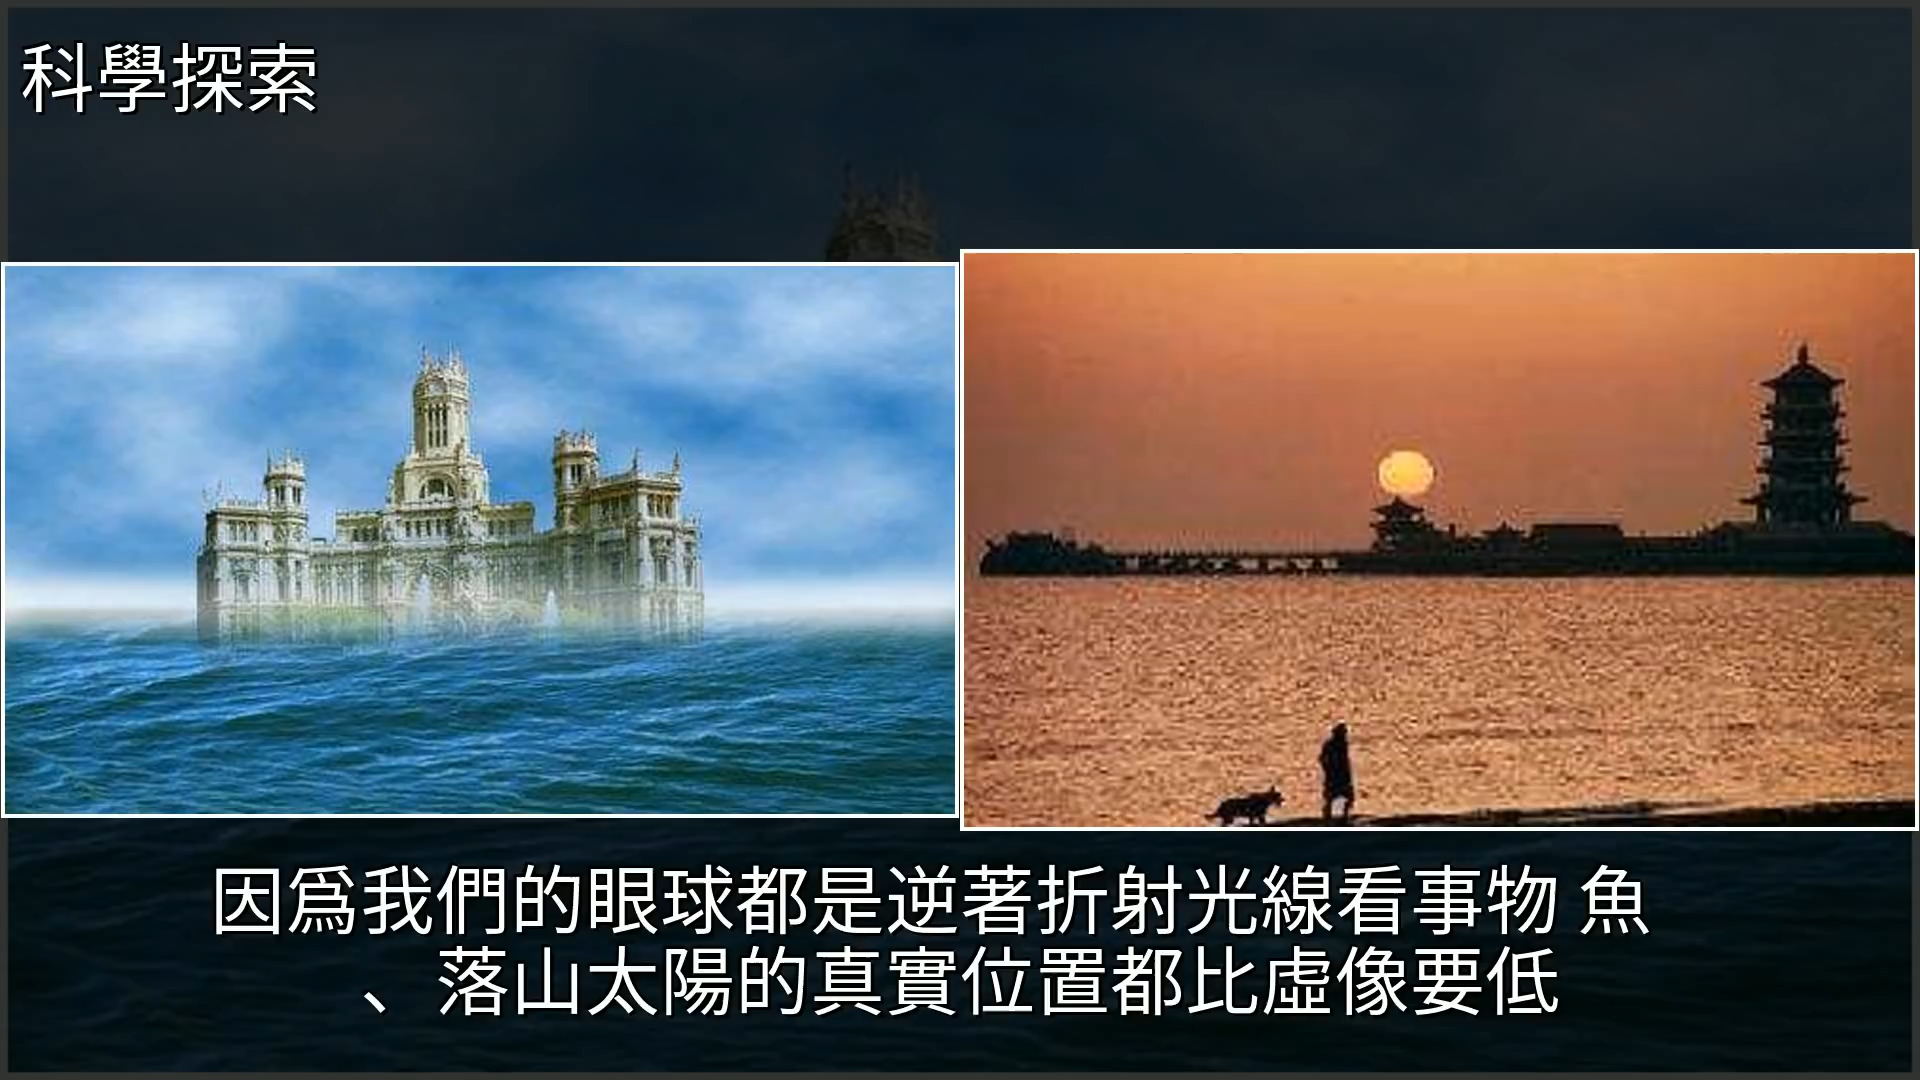 科學探索
因爲我們的眼球都是逆著折射光線看事物 魚
、落山太陽的真實位置都比虛像要低